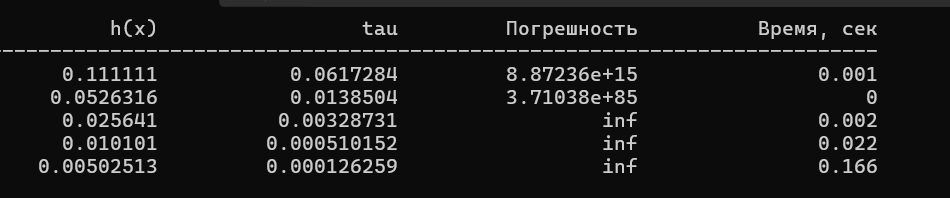 h(x) tau Погрешность Время, сек
--------------------------------------------------------------------------
0.111111 0.0617284 8.87236e+15 0.001
0.0526316 0.0138504 3.71038e+85 0
0.025641 0.00328731 inf 0.002
0.010101 0.000510152 inf 0.022
0.00502513 0.000126259 inf 0.166